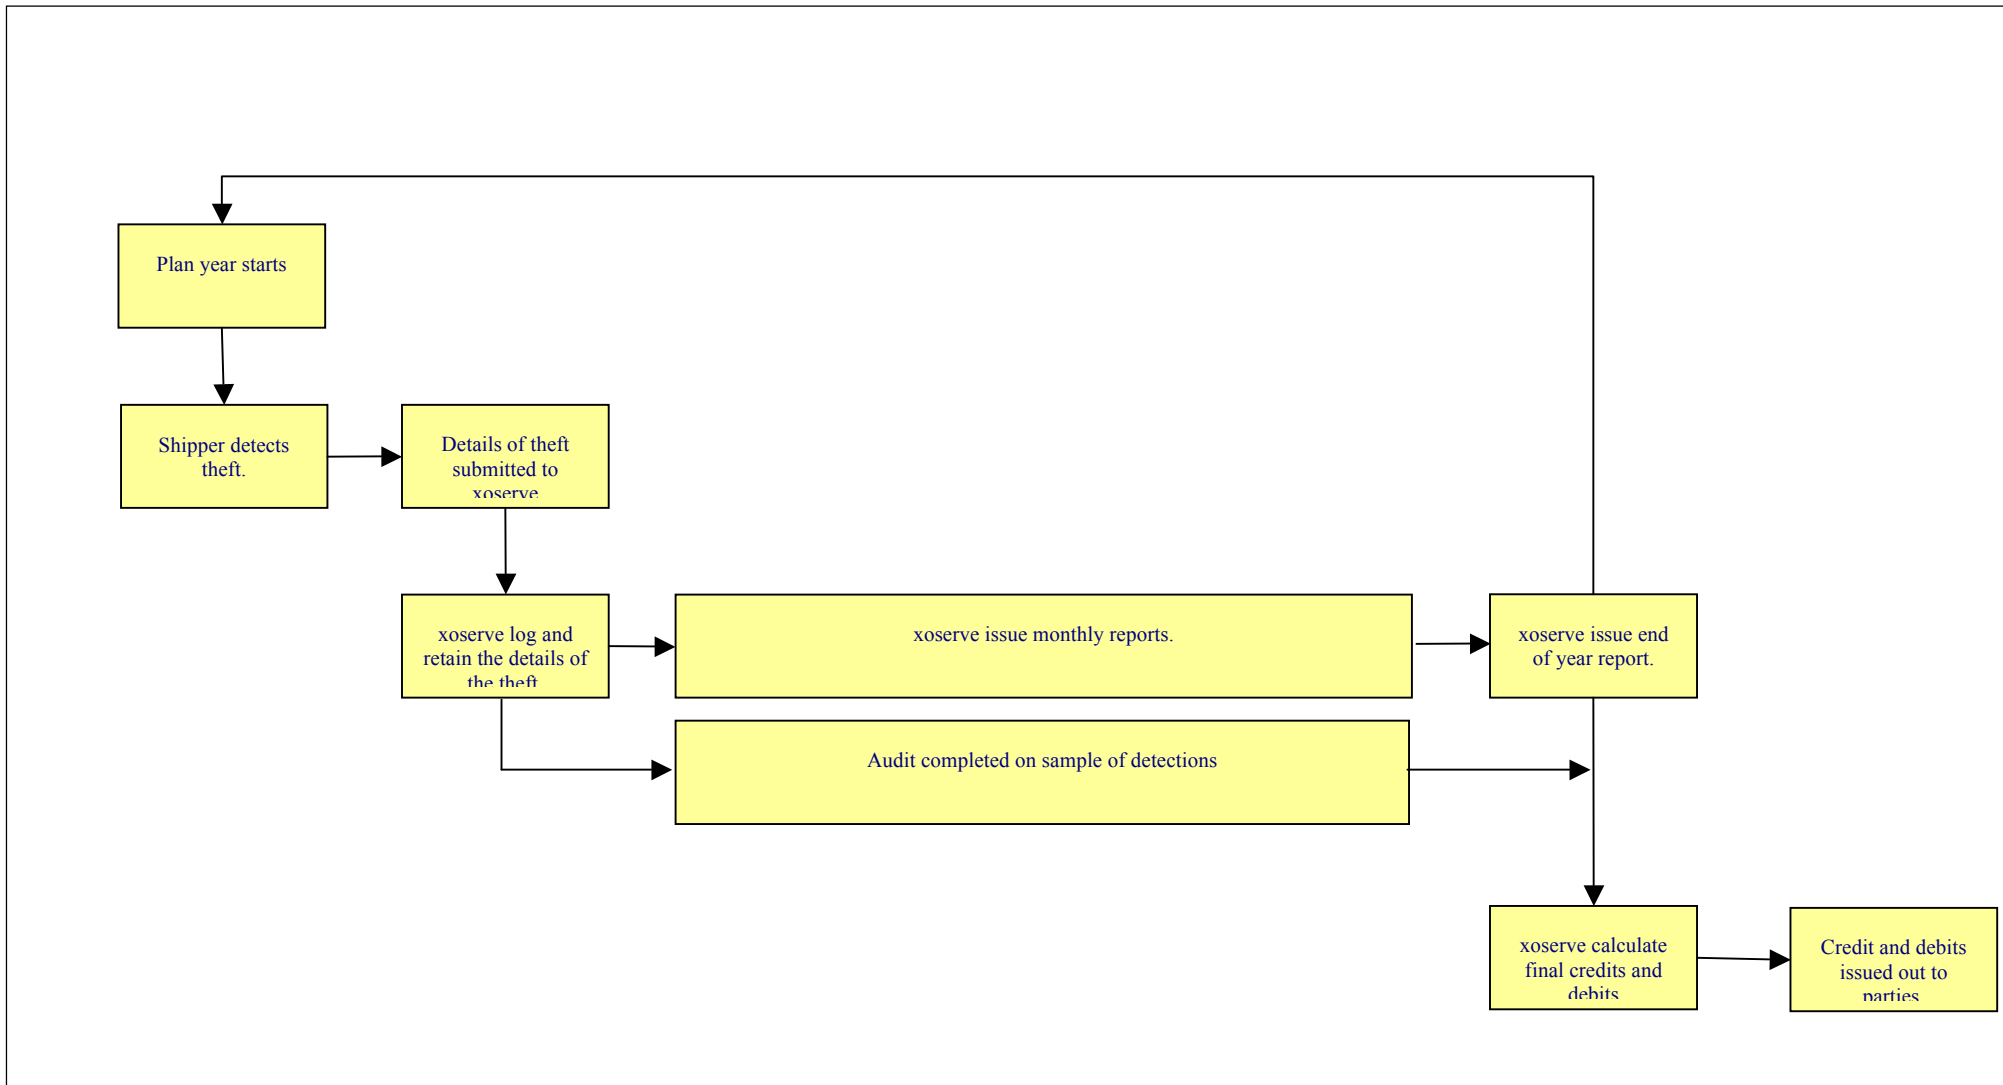 Plan year starts
Shipper detects
theft.
Details of theft
submitted to
xoserve
xoserve log and
retain the details of
the theft
xoserve issue monthly reports.
xoserve issue end
of year report.
Audit completed on sample of detections
xoserve calculate
final credits and
debits
Credit and debits
issued out to
parties